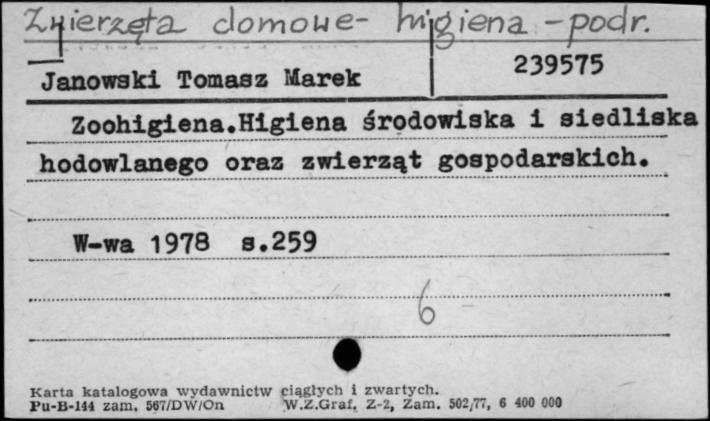 Zwierzęta domowe - higiena - podr.
Janowski Tomasz Marek
239575
Zoohigiena.Higiena środowiska i siedliska
hodowlanego oraz zwierząt gospodarskich.
W-wa 1978 s.259
6
Karta katalogowa wydawnictw ciągłych i zwartych.
Pu-B-144 zam. 567/DW/On W.Z.Graf. Z-2, Zam. 502/77, 6 400 000